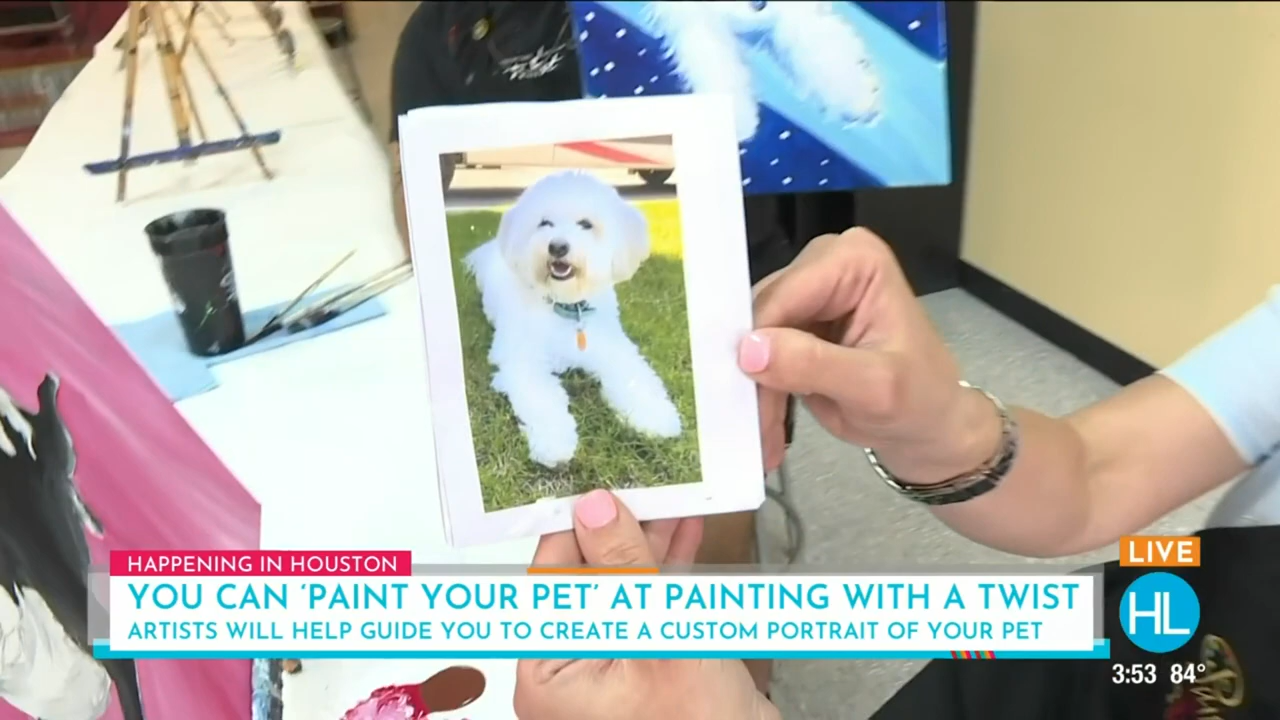 HAPPENING IN HOUSTON
YOU CAN ‘PAINT YOUR PET’ AT PAINTING WITH A TWIST
ARTISTS WILL HELP GUIDE YOU TO CREATE A CUSTOM PORTRAIT OF YOUR PET
LIVE
HL
3:53 84°